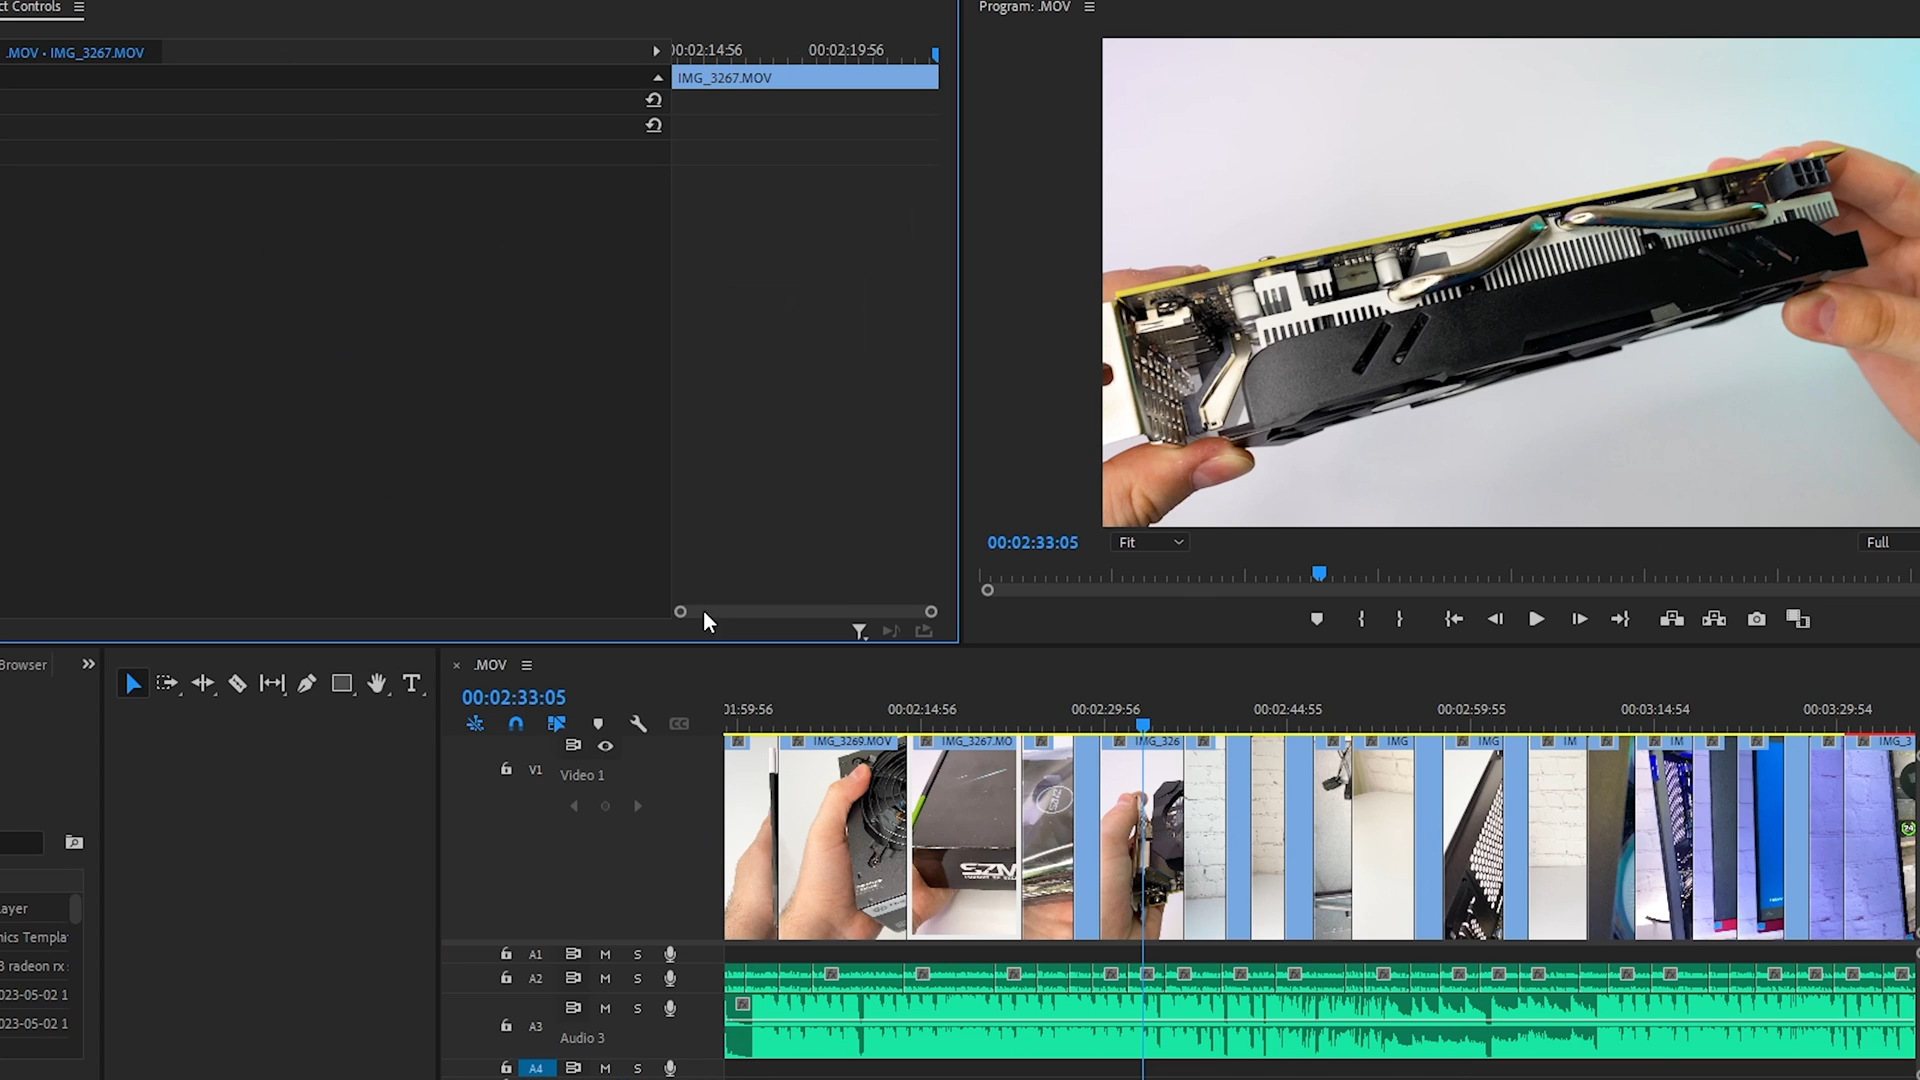 ct Controls
Program: .MOV
.MOV · IMG_3267.MOV
00:02:14:56
00:02:19:56
IMG_3267.MOV
00:02:33:05
Fit
Full
Browser
.MOV
00:02:33:05
01:59:56
00:02:14:56
00:02:29:56
00:02:44:55
00:02:59:55
00:03:14:54
00:03:29:54
IMG_3269.MOV
IMG_3267.MO
IMG_326
IMG
IMG
IM
IM
IMG_3
V1
Video 1
ayer
nics Templa
8 radeon rx
023-05-02 1
023-05-02 1
A1 M S
A2 M S
M S
A3
Audio 3
A4 M S